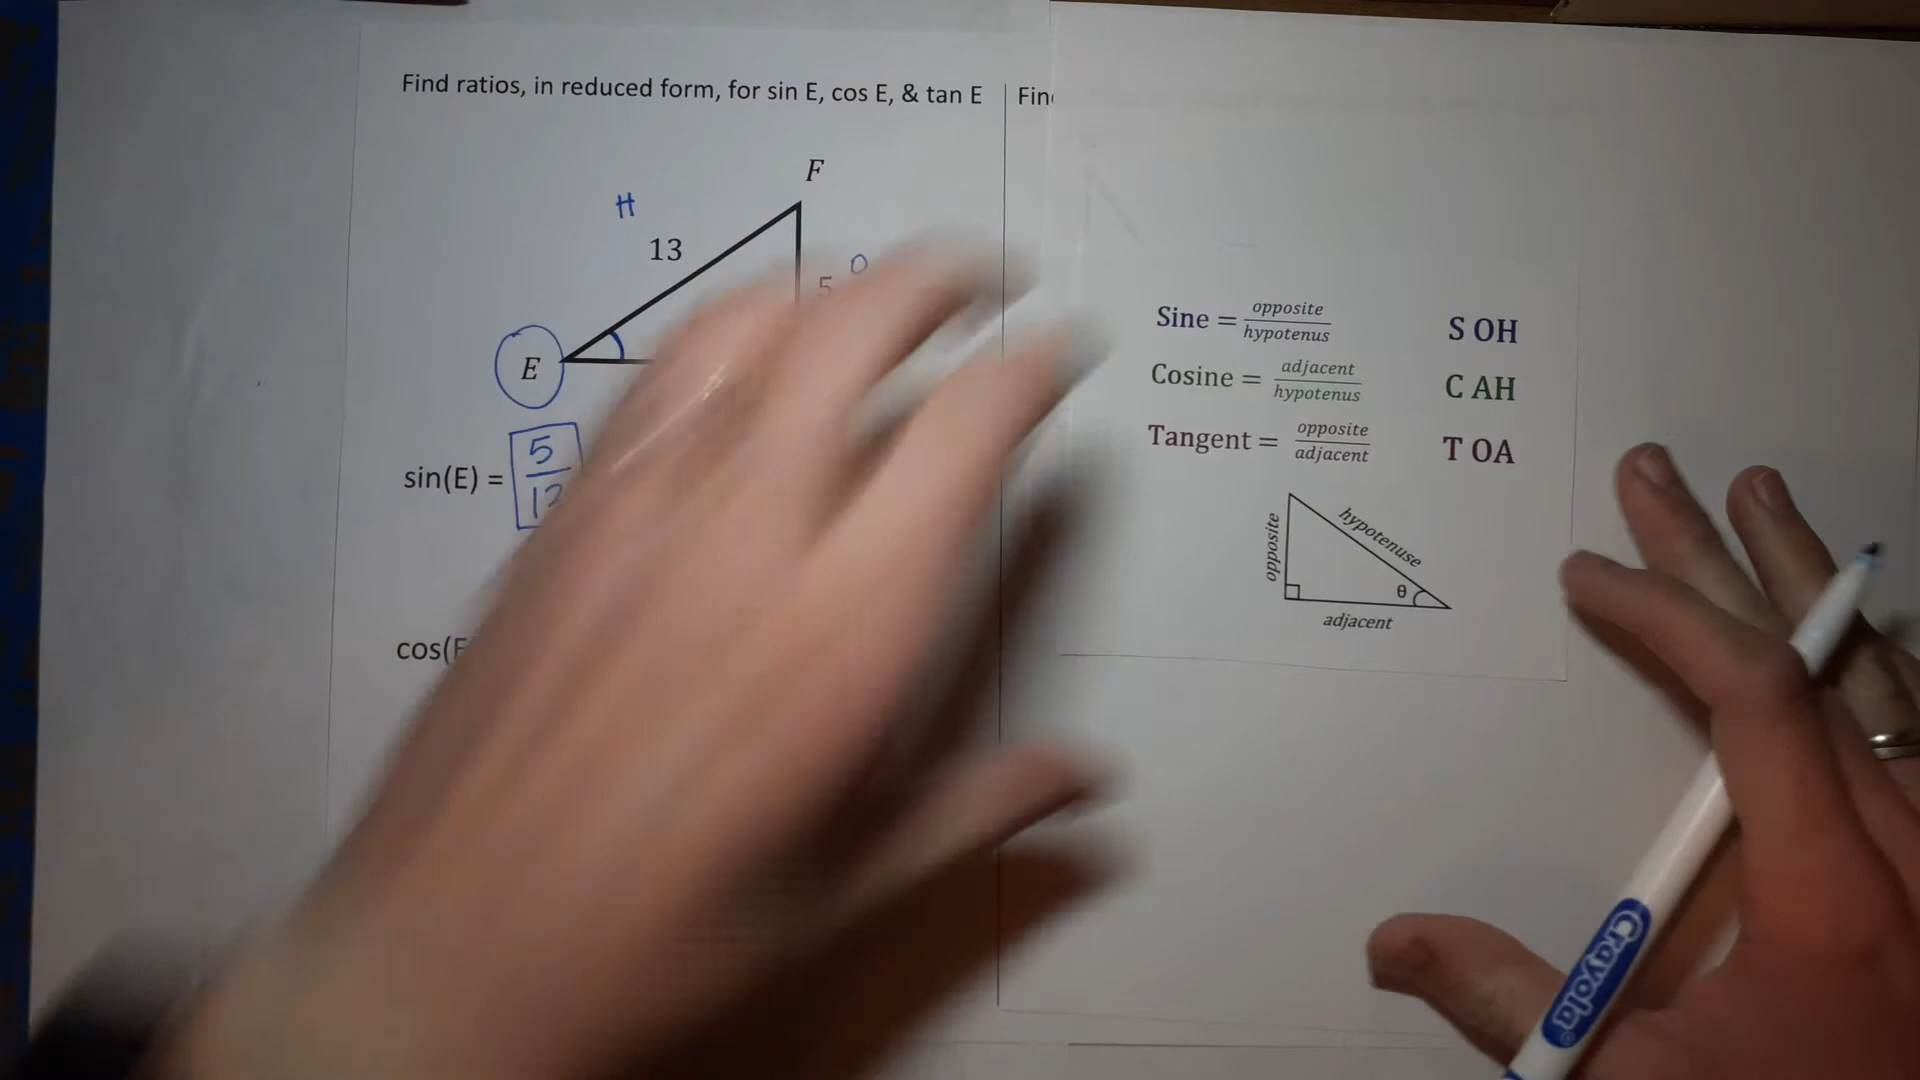 Find ratios, in reduced form, for sin E, cos E, & tan E
F
H
13
O
5
E
sin(E) = 5
cos(E
Sine = opposite / hypotenus
S OH
Cosine = adjacent / hypotenus
C AH
Tangent = opposite / adjacent
T OA
opposite
hypotenuse
θ
adjacent
Crayola